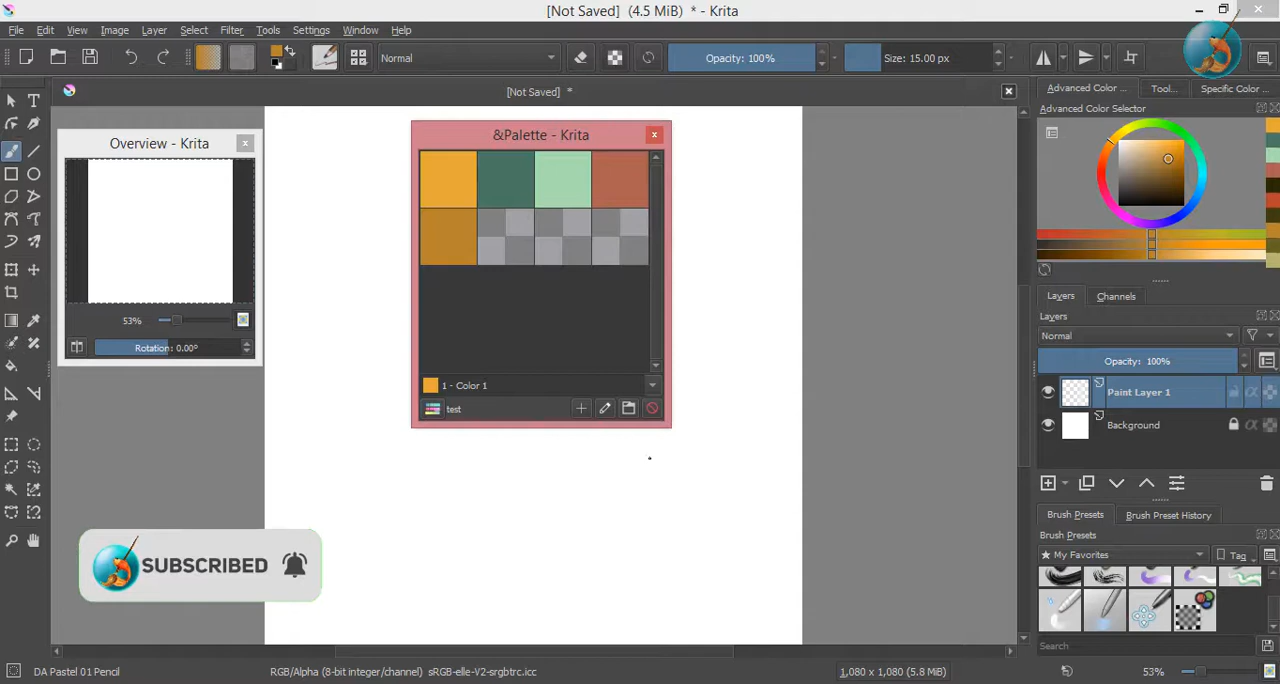 [Not Saved]  (4.5 MiB)  * - Krita
File  Edit  View  Image  Layer  Select  Filter  Tools  Settings  Window  Help
Normal  Opacity: 100%  Size: 15.00 px
[Not Saved]  *
Advanced Color ...  Tool...  Specific Color ...
Advanced Color Selector
Overview - Krita
53%
Rotation: 0.00°
&Palette - Krita
1 - Color 1
test
Layers  Channels
Layers
Normal
Opacity: 100%
Paint Layer 1
Background
Brush Presets  Brush Preset History
Brush Presets
★ My Favorites  Tag
Search
SUBSCRIBED
DA Pastel 01 Pencil  RGB/Alpha (8-bit integer/channel)  sRGB-elle-V2-srgbtrc.icc  1,080 x 1,080 (5.8 MiB)  53%